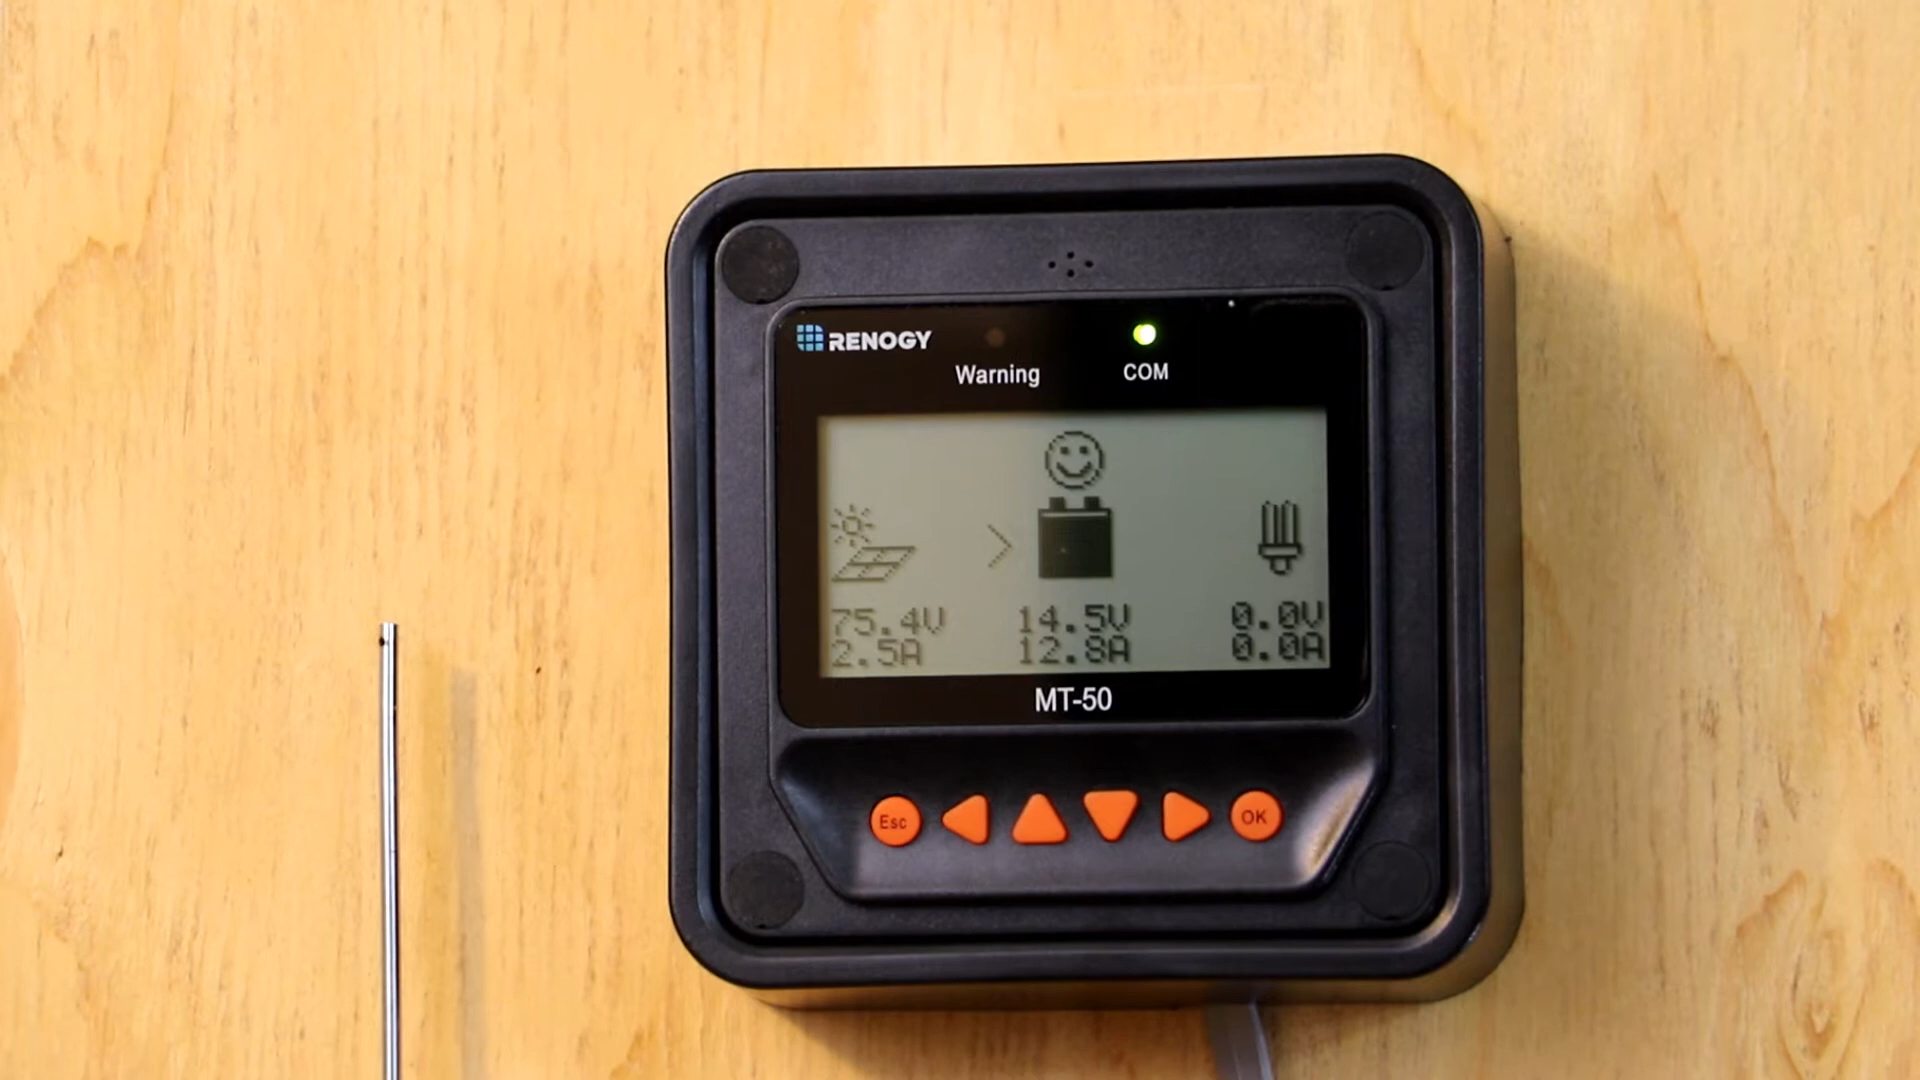 RENOGY
Warning
COM
75.4V 14.5V 0.0V
2.5A 12.8A 0.0A
MT-50
Esc OK